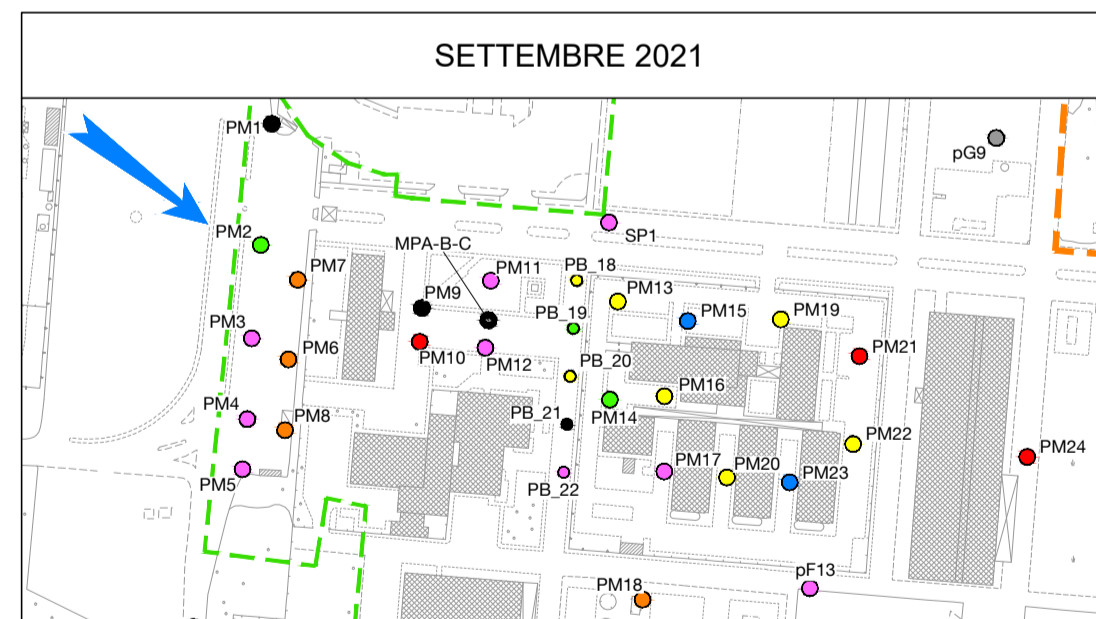 SETTEMBRE 2021
PM1
pG9
PM2
SP1
MPA-B-C
PM7
PM11
PB_18
PM9
PM13
PM15
PM19
PB_19
PM3
PM10
PM12
PM21
PM6
PB_20
PM16
PM4
PM8
PB_21
PM14
PM22
PM24
PM5
PB_22
PM17
PM20
PM23
PM18
pF13